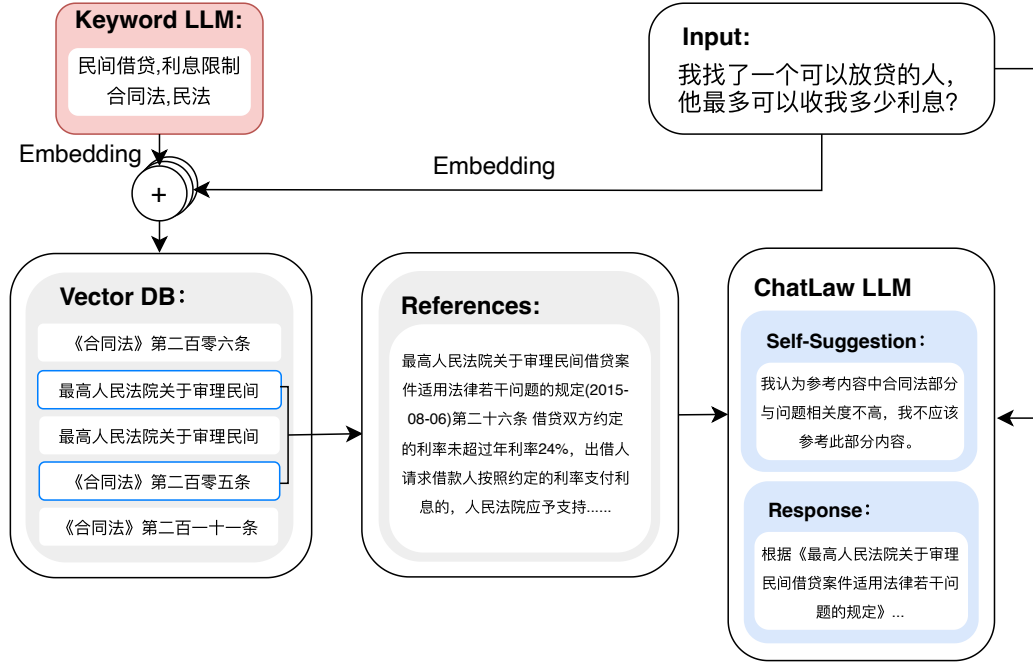 Keyword LLM:
民间借贷,利息限制
合同法,民法
Input:
我找了一个可以放贷的人，
他最多可以收我多少利息?
Embedding
Embedding
+
Vector DB：
《合同法》第二百零六条
最高人民法院关于审理民间
最高人民法院关于审理民间
《合同法》第二百零五条
《合同法》第二百一十一条
References:
最高人民法院关于审理民间借贷案
件适用法律若干问题的规定(2015-
08-06)第二十六条 借贷双方约定
的利率未超过年利率24%，出借人
请求借款人按照约定的利率支付利
息的，人民法院应予支持......
ChatLaw LLM
Self-Suggestion：
我认为参考内容中合同法部分
与问题相关度不高，我不应该
参考此部分内容。
Response：
根据《最高人民法院关于审理
民间借贷案件适用法律若干问
题的规定》...